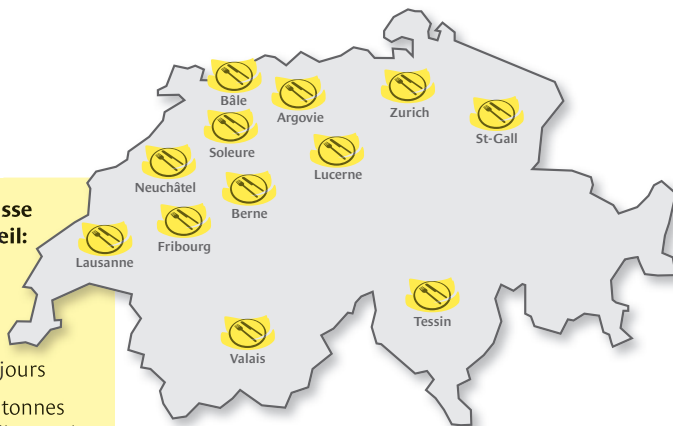 Bâle
Argovie
Zurich
St-Gall
Soleure
Lucerne
Neuchâtel
Berne
Fribourg
Lausanne
Tessin
Valais
sse
eil:
jours
tonnes